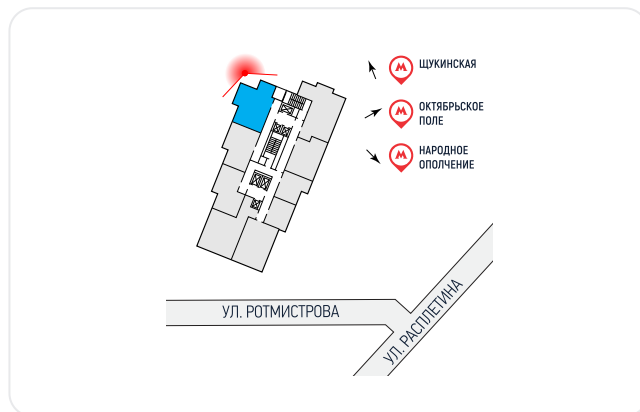 ЩУКИНСКАЯ
ОКТЯБРЬСКОЕ
ПОЛЕ
НАРОДНОЕ
ОПОЛЧЕНИЕ
УЛ. РОТМИСТРОВА
УЛ. РАСПЛЕТИНА